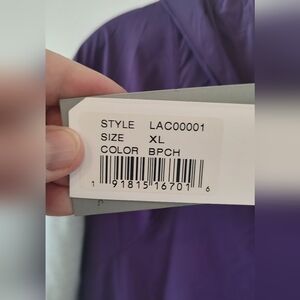 STYLE LAC00001
SIZE XL
COLOR BPCH
1 91815 16701 6